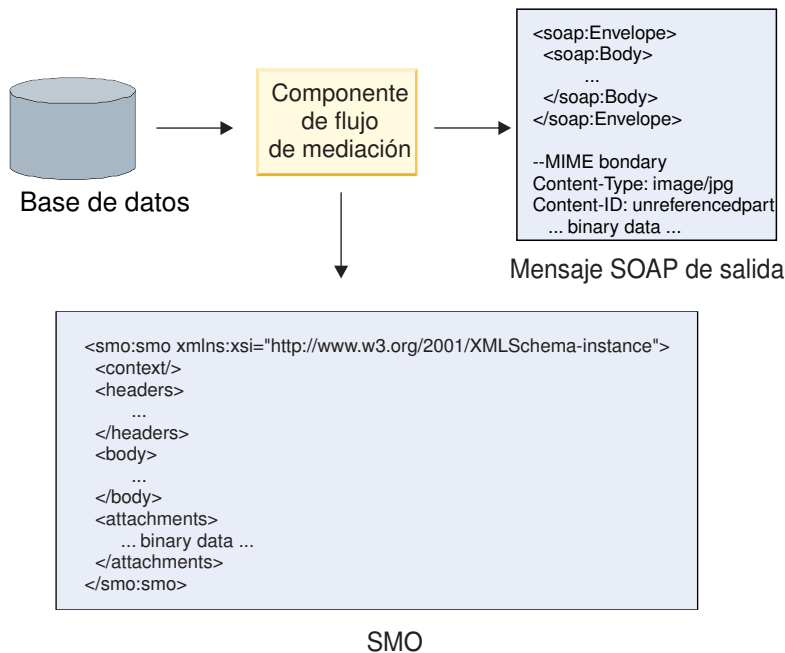 Base de datos
Componente
de flujo
de mediación
<soap:Envelope>
<soap:Body>
...
</soap:Body>
</soap:Envelope>
--MIME bondary
Content-Type: image/jpg
Content-ID: unreferencedpart
... binary data ...
Mensaje SOAP de salida
<smo:smo xmlns:xsi="http://www.w3.org/2001/XMLSchema-instance">
<context/>
<headers>
...
</headers>
<body>
...
</body>
<attachments>
... binary data ...
</attachments>
</smo:smo>
SMO